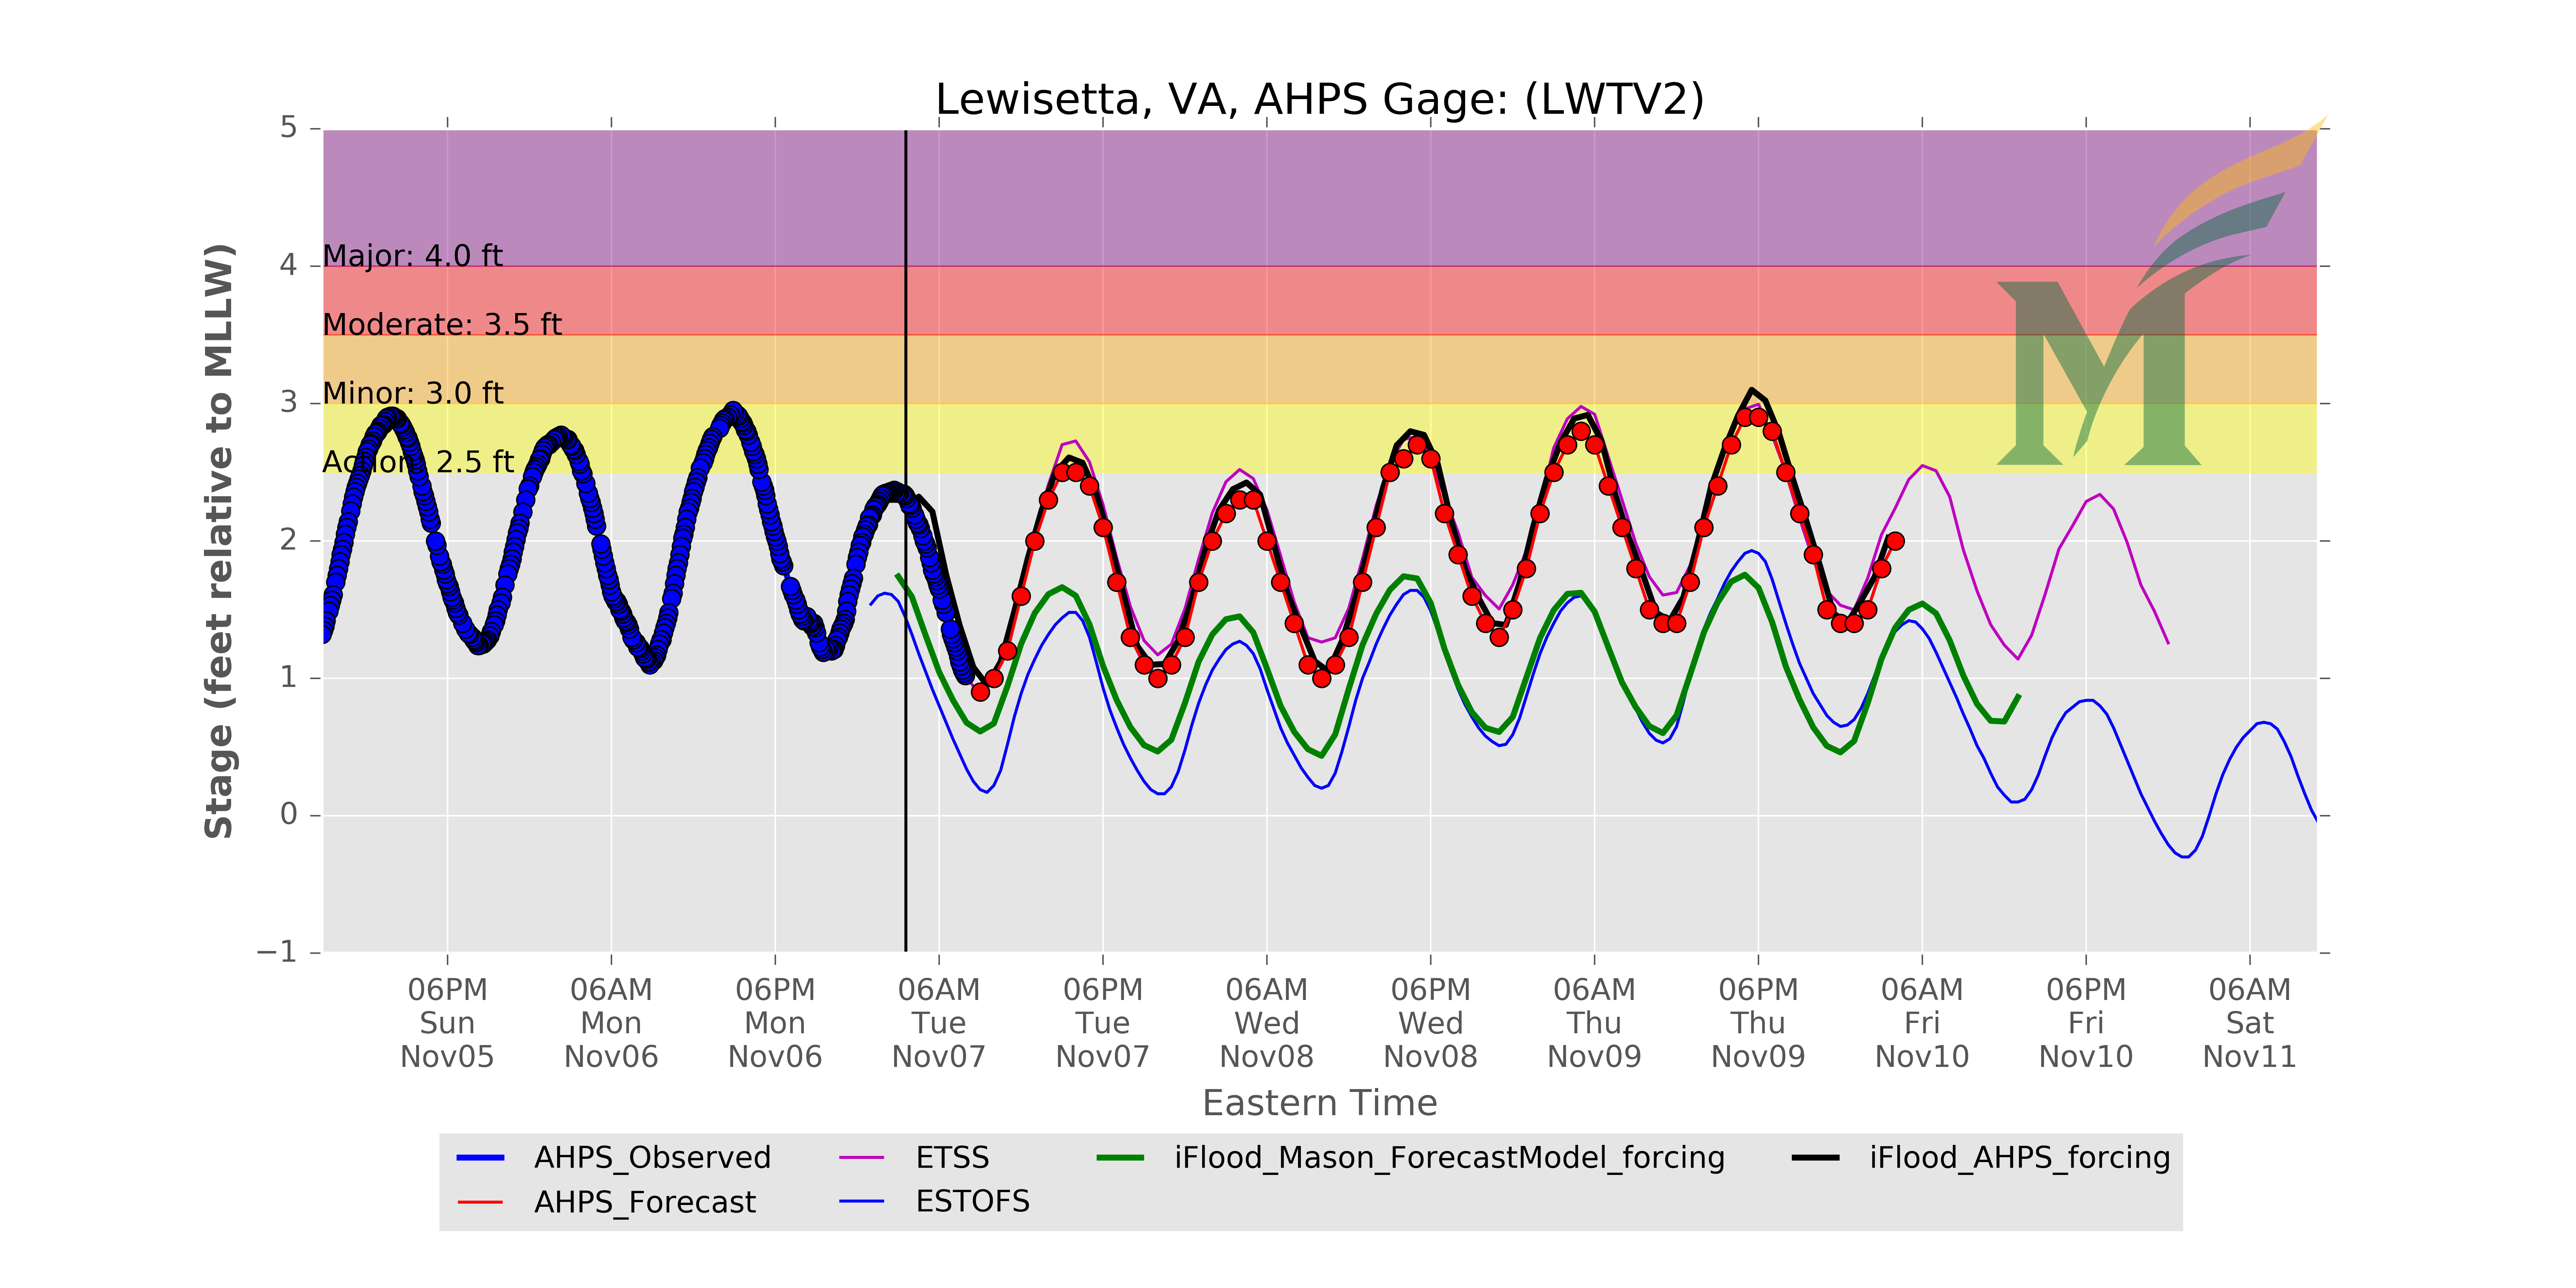 Lewisetta, VA, AHPS Gage: (LWTV2)
Stage (feet relative to MLLW)
5
4
3
2
1
0
−1
Major: 4.0 ft
Moderate: 3.5 ft
Minor: 3.0 ft
Action: 2.5 ft
M
06PM 06AM 06PM 06AM 06PM 06AM 06PM 06AM 06PM 06AM 06PM 06AM
Sun Mon Mon Tue Tue Wed Wed Thu Thu Fri Fri Sat
Nov05 Nov06 Nov06 Nov07 Nov07 Nov08 Nov08 Nov09 Nov09 Nov10 Nov10 Nov11
Eastern Time
AHPS_Observed ETSS iFlood_Mason_ForecastModel_forcing iFlood_AHPS_forcing
AHPS_Forecast ESTOFS